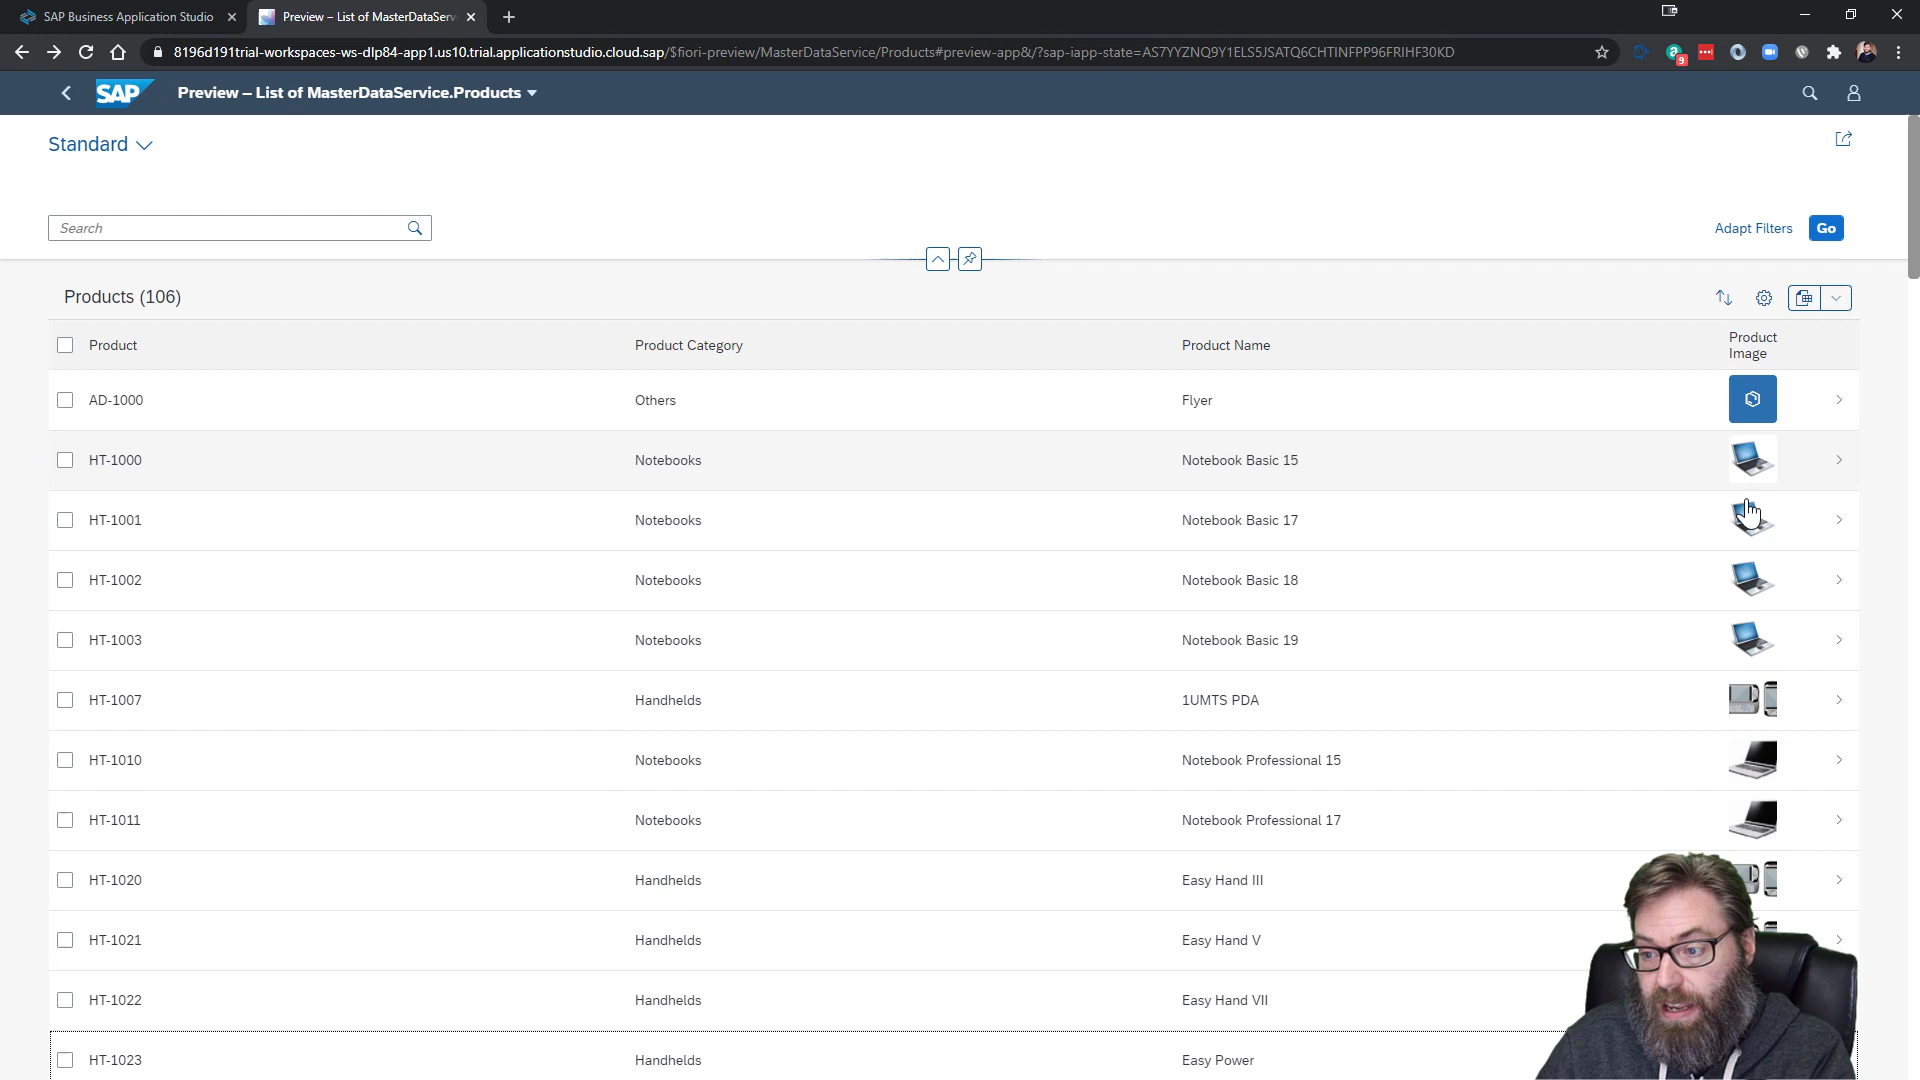 SAP Business Application Studio
Preview – List of MasterDataServ
9
8196d191trial-workspaces-ws-dlp84-app1.us10.trial.applicationstudio.cloud.sap/$fiori-preview/MasterDataService/Products#preview-app&/?sap-iapp-state=AS7YYZNQ9Y1ELS5JSATQ6CHTINFPP96FRIHF30KD
SAP
Preview – List of MasterDataService.Products
Standard
Search
Adapt Filters
Go
Products (106)
Product
Product Category
Product Name
Product Image
AD-1000 Others Flyer
HT-1000 Notebooks Notebook Basic 15
HT-1001 Notebooks Notebook Basic 17
HT-1002 Notebooks Notebook Basic 18
HT-1003 Notebooks Notebook Basic 19
HT-1007 Handhelds 1UMTS PDA
HT-1010 Notebooks Notebook Professional 15
HT-1011 Notebooks Notebook Professional 17
HT-1020 Handhelds Easy Hand III
HT-1021 Handhelds Easy Hand V
HT-1022 Handhelds Easy Hand VII
HT-1023 Handhelds Easy Power